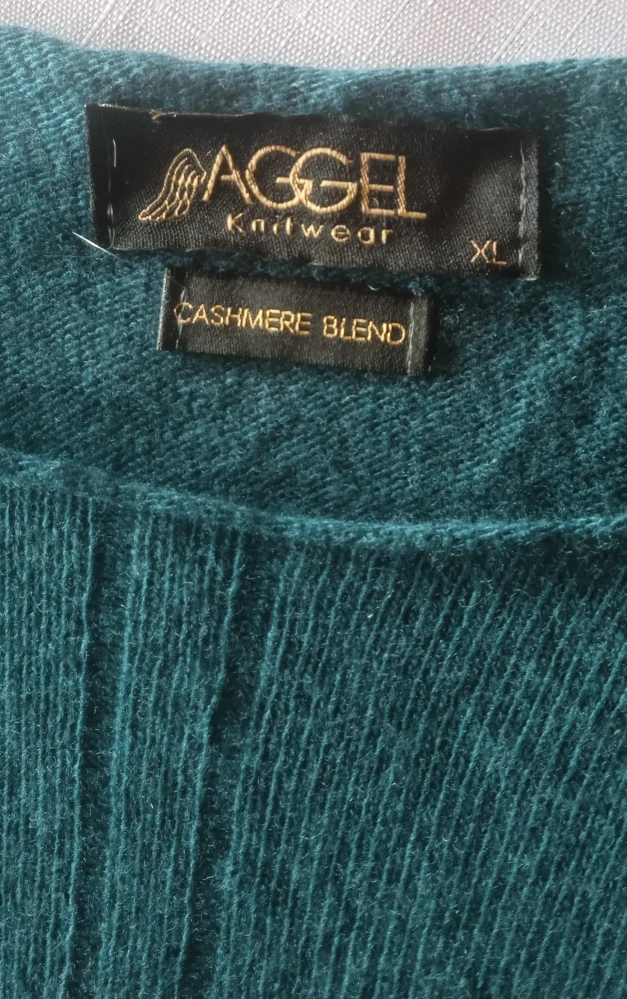 AGGEL
Knitwear
XL
CASHMERE BLEND